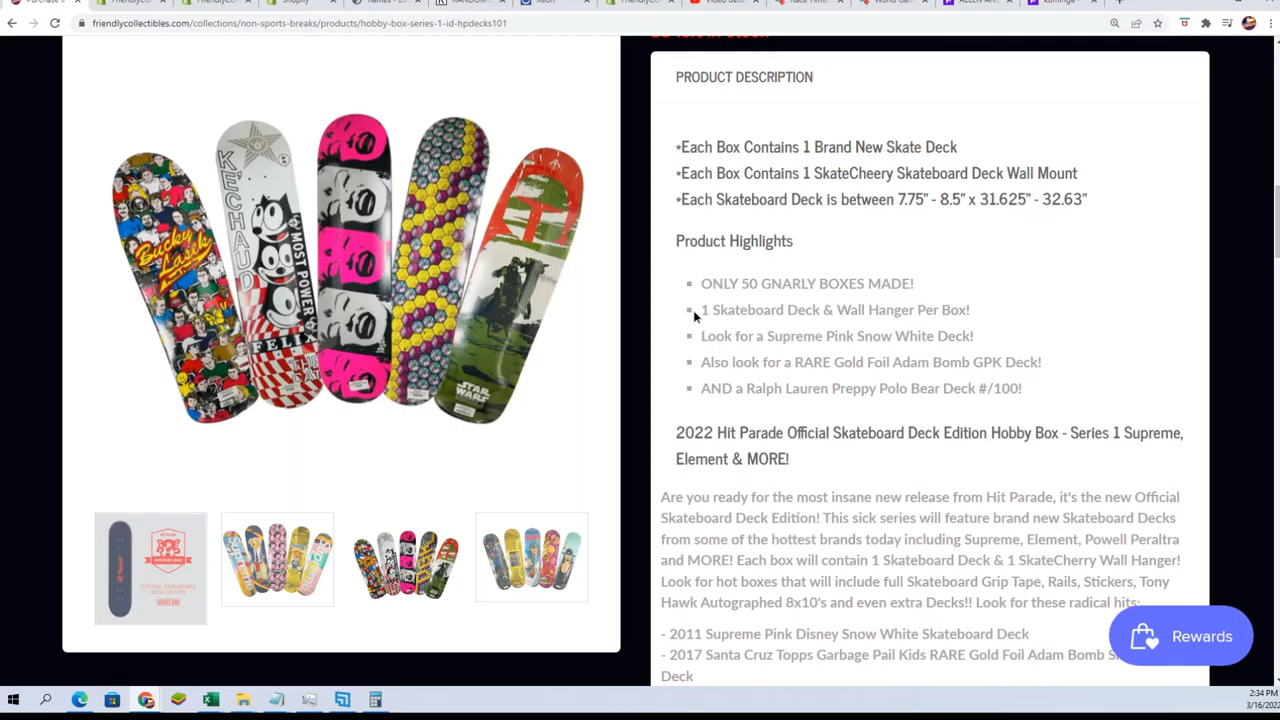 friendlycollectibles.com/collections/non-sports-breaks/products/hobby-box-series-1-id-hpdecks101
PRODUCT DESCRIPTION
*Each Box Contains 1 Brand New Skate Deck
*Each Box Contains 1 SkateCheery Skateboard Deck Wall Mount
*Each Skateboard Deck is between 7.75" - 8.5" x 31.625" - 32.63"
Product Highlights
ONLY 50 GNARLY BOXES MADE!
1 Skateboard Deck & Wall Hanger Per Box!
Look for a Supreme Pink Snow White Deck!
Also look for a RARE Gold Foil Adam Bomb GPK Deck!
AND a Ralph Lauren Preppy Polo Bear Deck #/100!
2022 Hit Parade Official Skateboard Deck Edition Hobby Box - Series 1 Supreme,
Element & MORE!
Are you ready for the most insane new release from Hit Parade, it's the new Official
Skateboard Deck Edition! This sick series will feature brand new Skateboard Decks
from some of the hottest brands today including Supreme, Element, Powell Peralta
and MORE! Each box will contain 1 Skateboard Deck & 1 SkateCherry Wall Hanger!
Look for hot boxes that will include full Skateboard Grip Tape, Rails, Stickers, Tony
Hawk Autographed 8x10's and even extra Decks!! Look for these radical hits:
- 2011 Supreme Pink Disney Snow White Skateboard Deck
- 2017 Santa Cruz Topps Garbage Pail Kids RARE Gold Foil Adam Bomb
Deck
Rewards
Bucky
Lasik
KECHAUD
MOST POWER
FELIX
THE
CAT
STAR
WARS
OFFICIAL SKATEBOARD
DECK EDITION
2:34 PM
3/16/2022